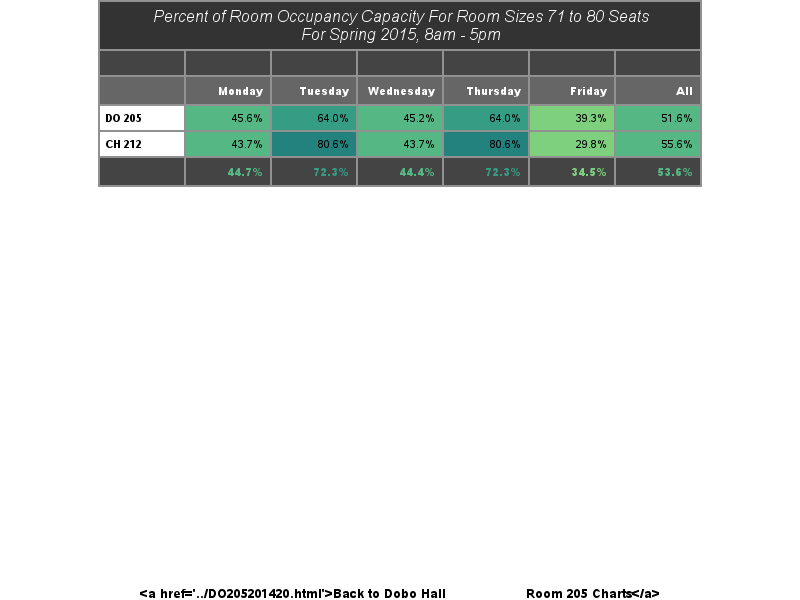 Percent of Room Occupancy Capacity For Room Sizes 71 to 80 Seats
For Spring 2015, 8am - 5pm
Monday Tuesday Wednesday Thursday Friday All
DO 205 45.6% 64.0% 45.2% 64.0% 39.3% 51.6%
CH 212 43.7% 80.6% 43.7% 80.6% 29.8% 55.6%
44.7% 72.3% 44.4% 72.3% 34.5% 53.6%
<a href='../DO205201420.html'>Back to Dobo Hall Room 205 Charts</a>